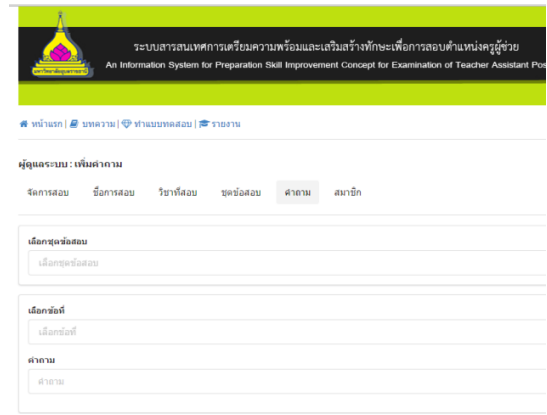 ระบบสารสนเทศการเตรียมความพร้อมและเสริมสร้างทักษะเพื่อการสอบตำแหน่งครูผู้ช่วย
An Information System for Preparation Skill Improvement Concept for Examination of Teacher Assistant Pos
หน้าแรก | บทความ | ทำแบบทดสอบ | รายงาน
ผู้ดูแลระบบ : เพิ่มคำถาม
จัดการสอบ ชื่อการสอบ วิชาที่สอบ ชุดข้อสอบ คำถาม สมาชิก
เลือกชุดข้อสอบ
เลือกชุดข้อสอบ
เลือกข้อที่
เลือกข้อที่
คำถาม
คำถาม